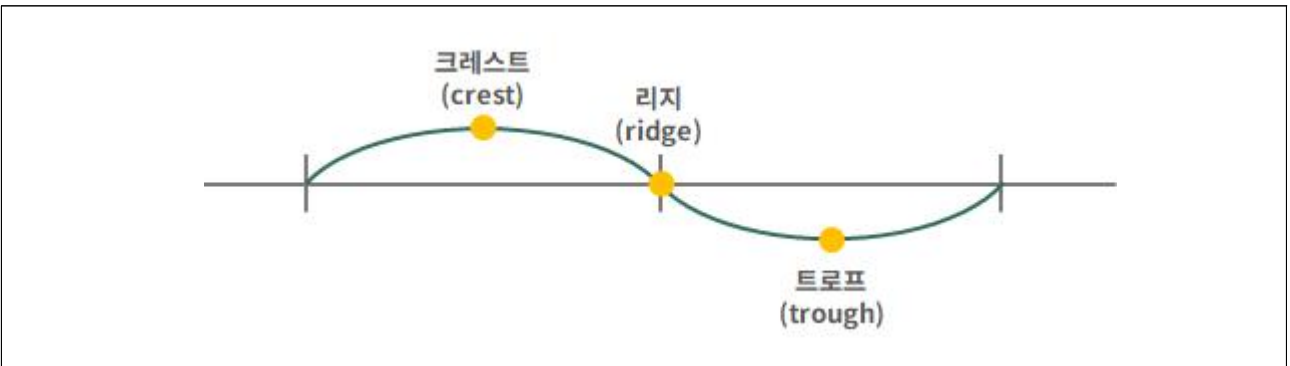 크레스트
(crest)
리지
(ridge)
트로프
(trough)